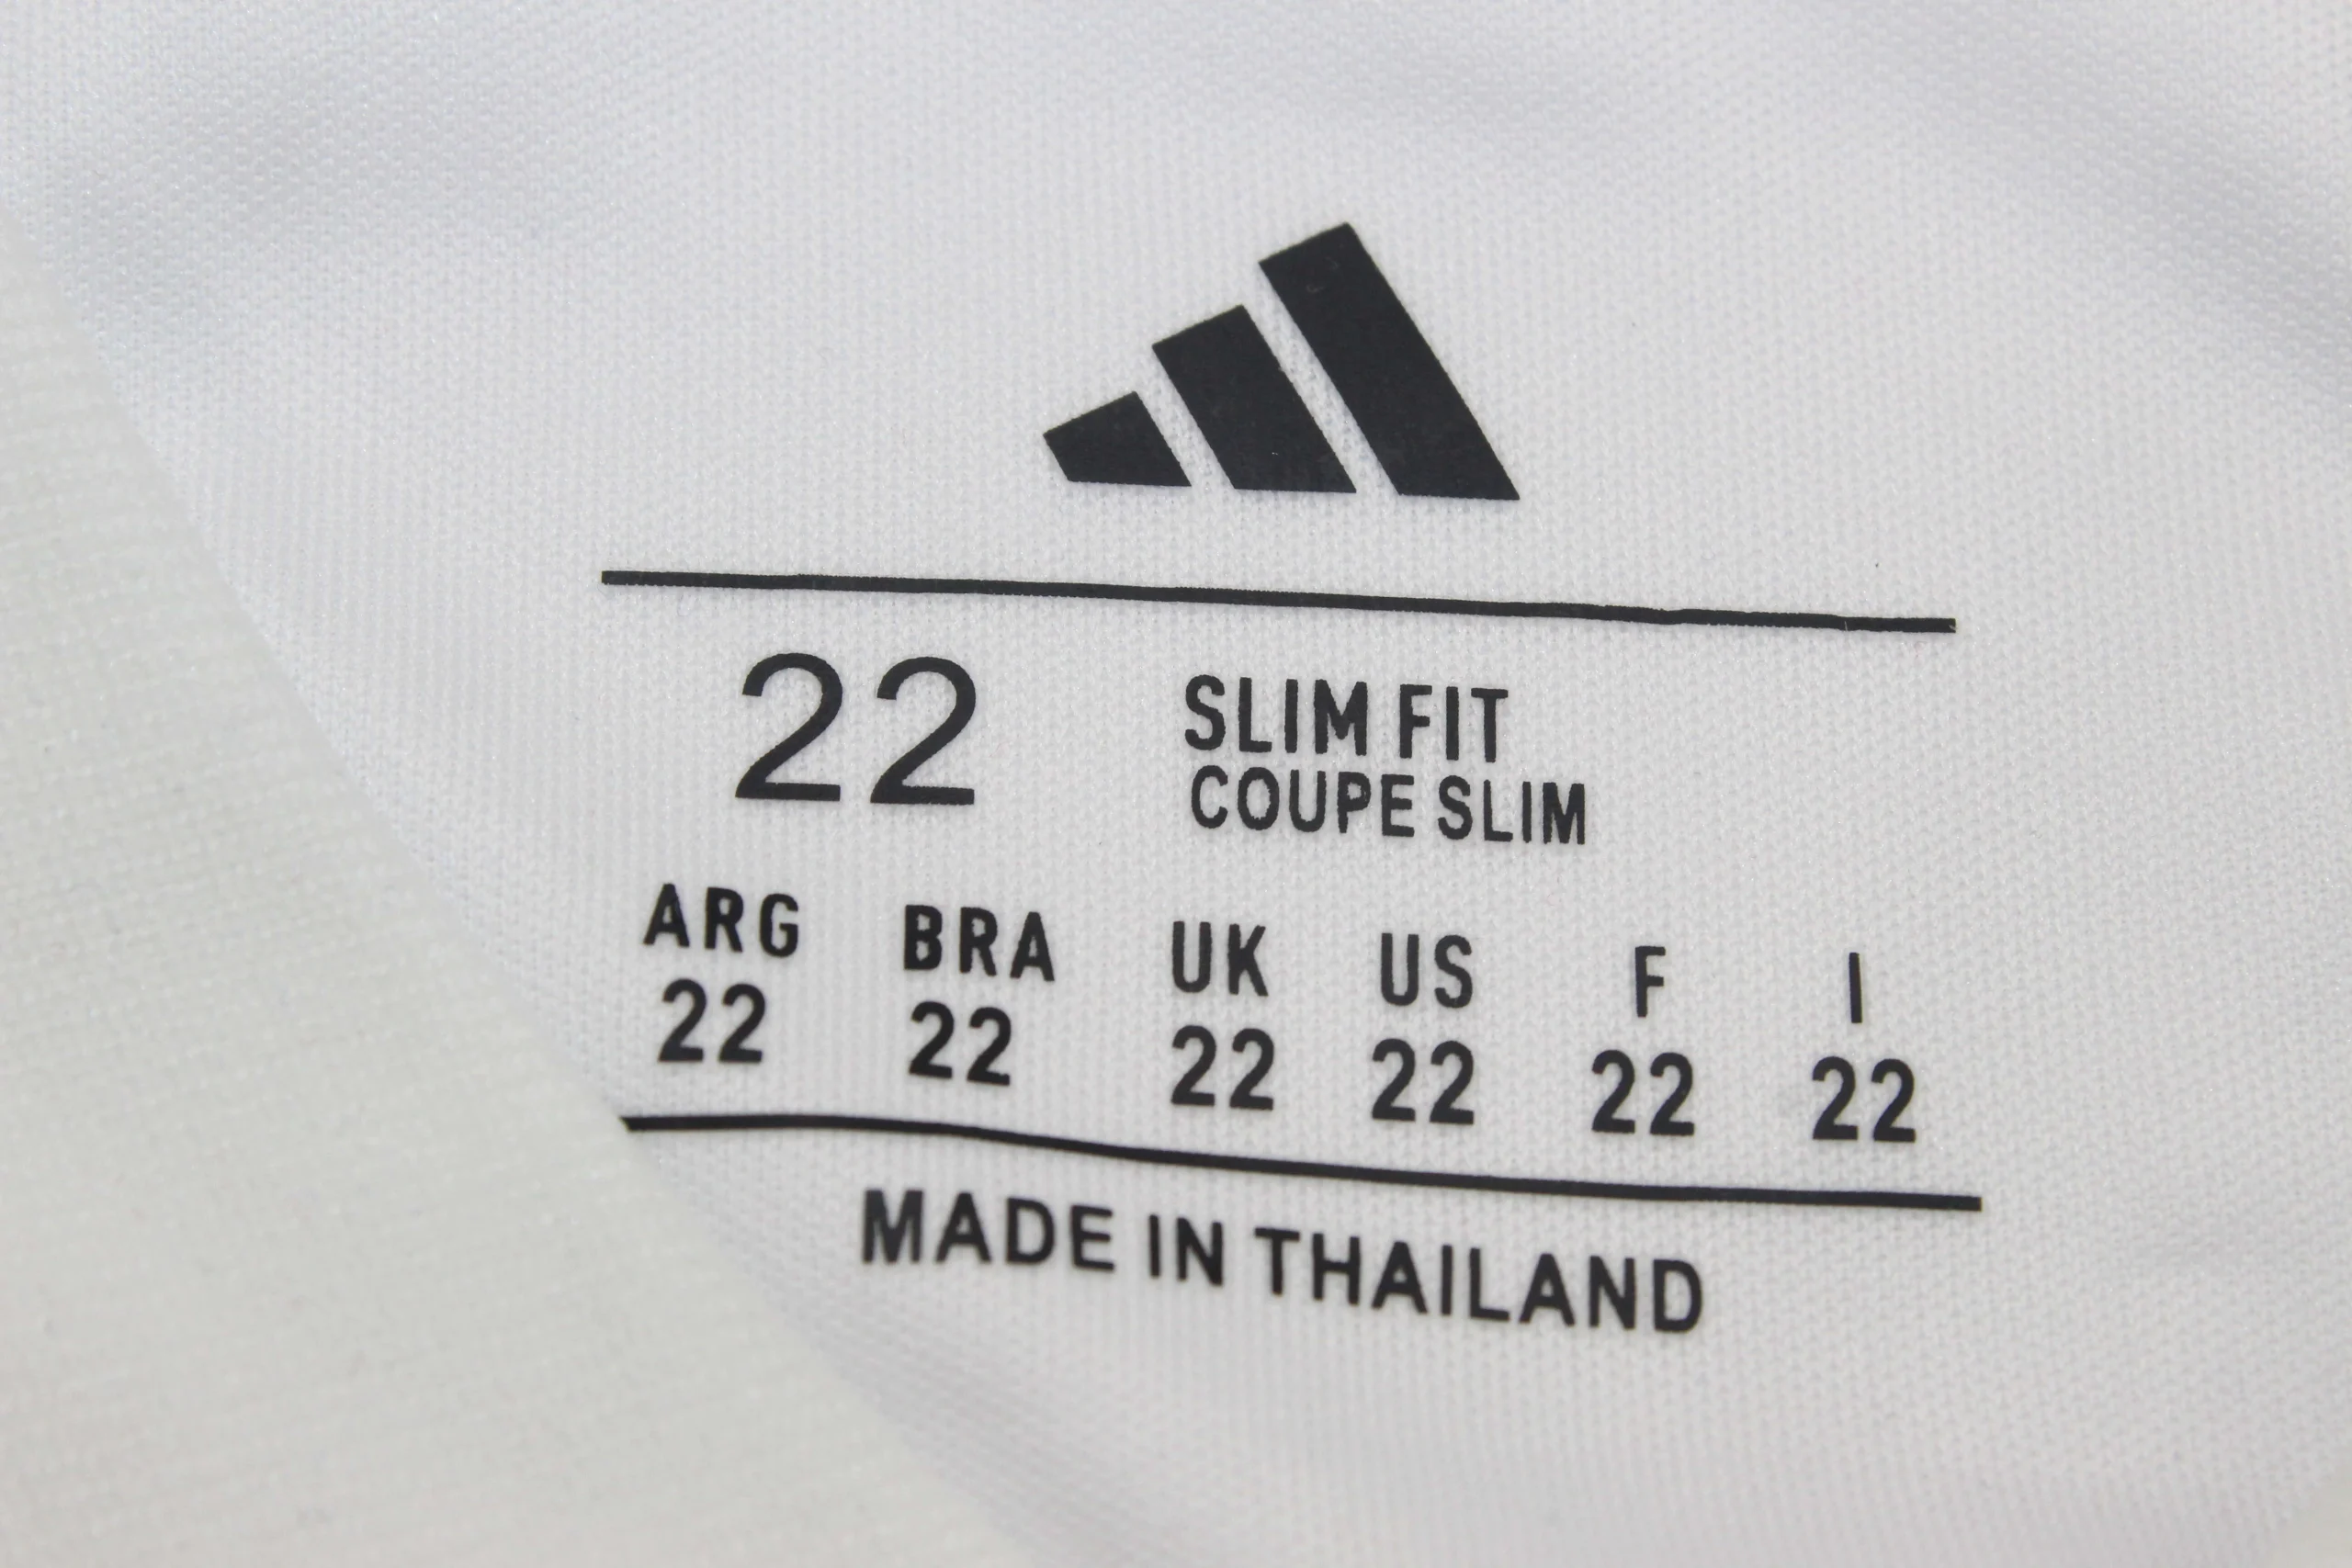 22
SLIM FIT
COUPE SLIM
ARG BRA UK US F I
22 22 22 22 22 22
MADE IN THAILAND